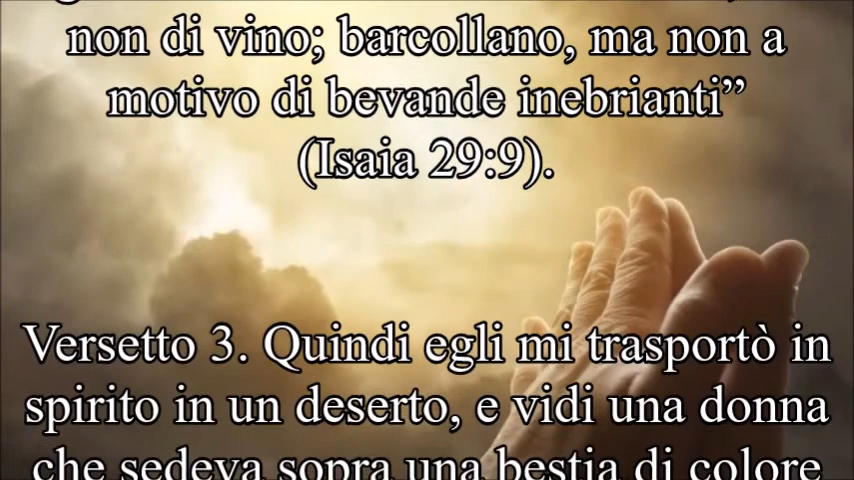 non di vino; barcollano, ma non a
motivo di bevande inebrianti”
(Isaia 29:9).
Versetto 3. Quindi egli mi trasportò in
spirito in un deserto, e vidi una donna
che sedeva sopra una bestia di colore